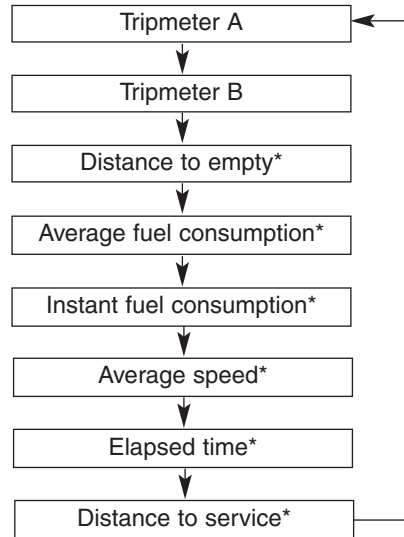 Tripmeter A
Tripmeter B
Distance to empty*
Average fuel consumption*
Instant fuel consumption*
Average speed*
Elapsed time*
Distance to service*